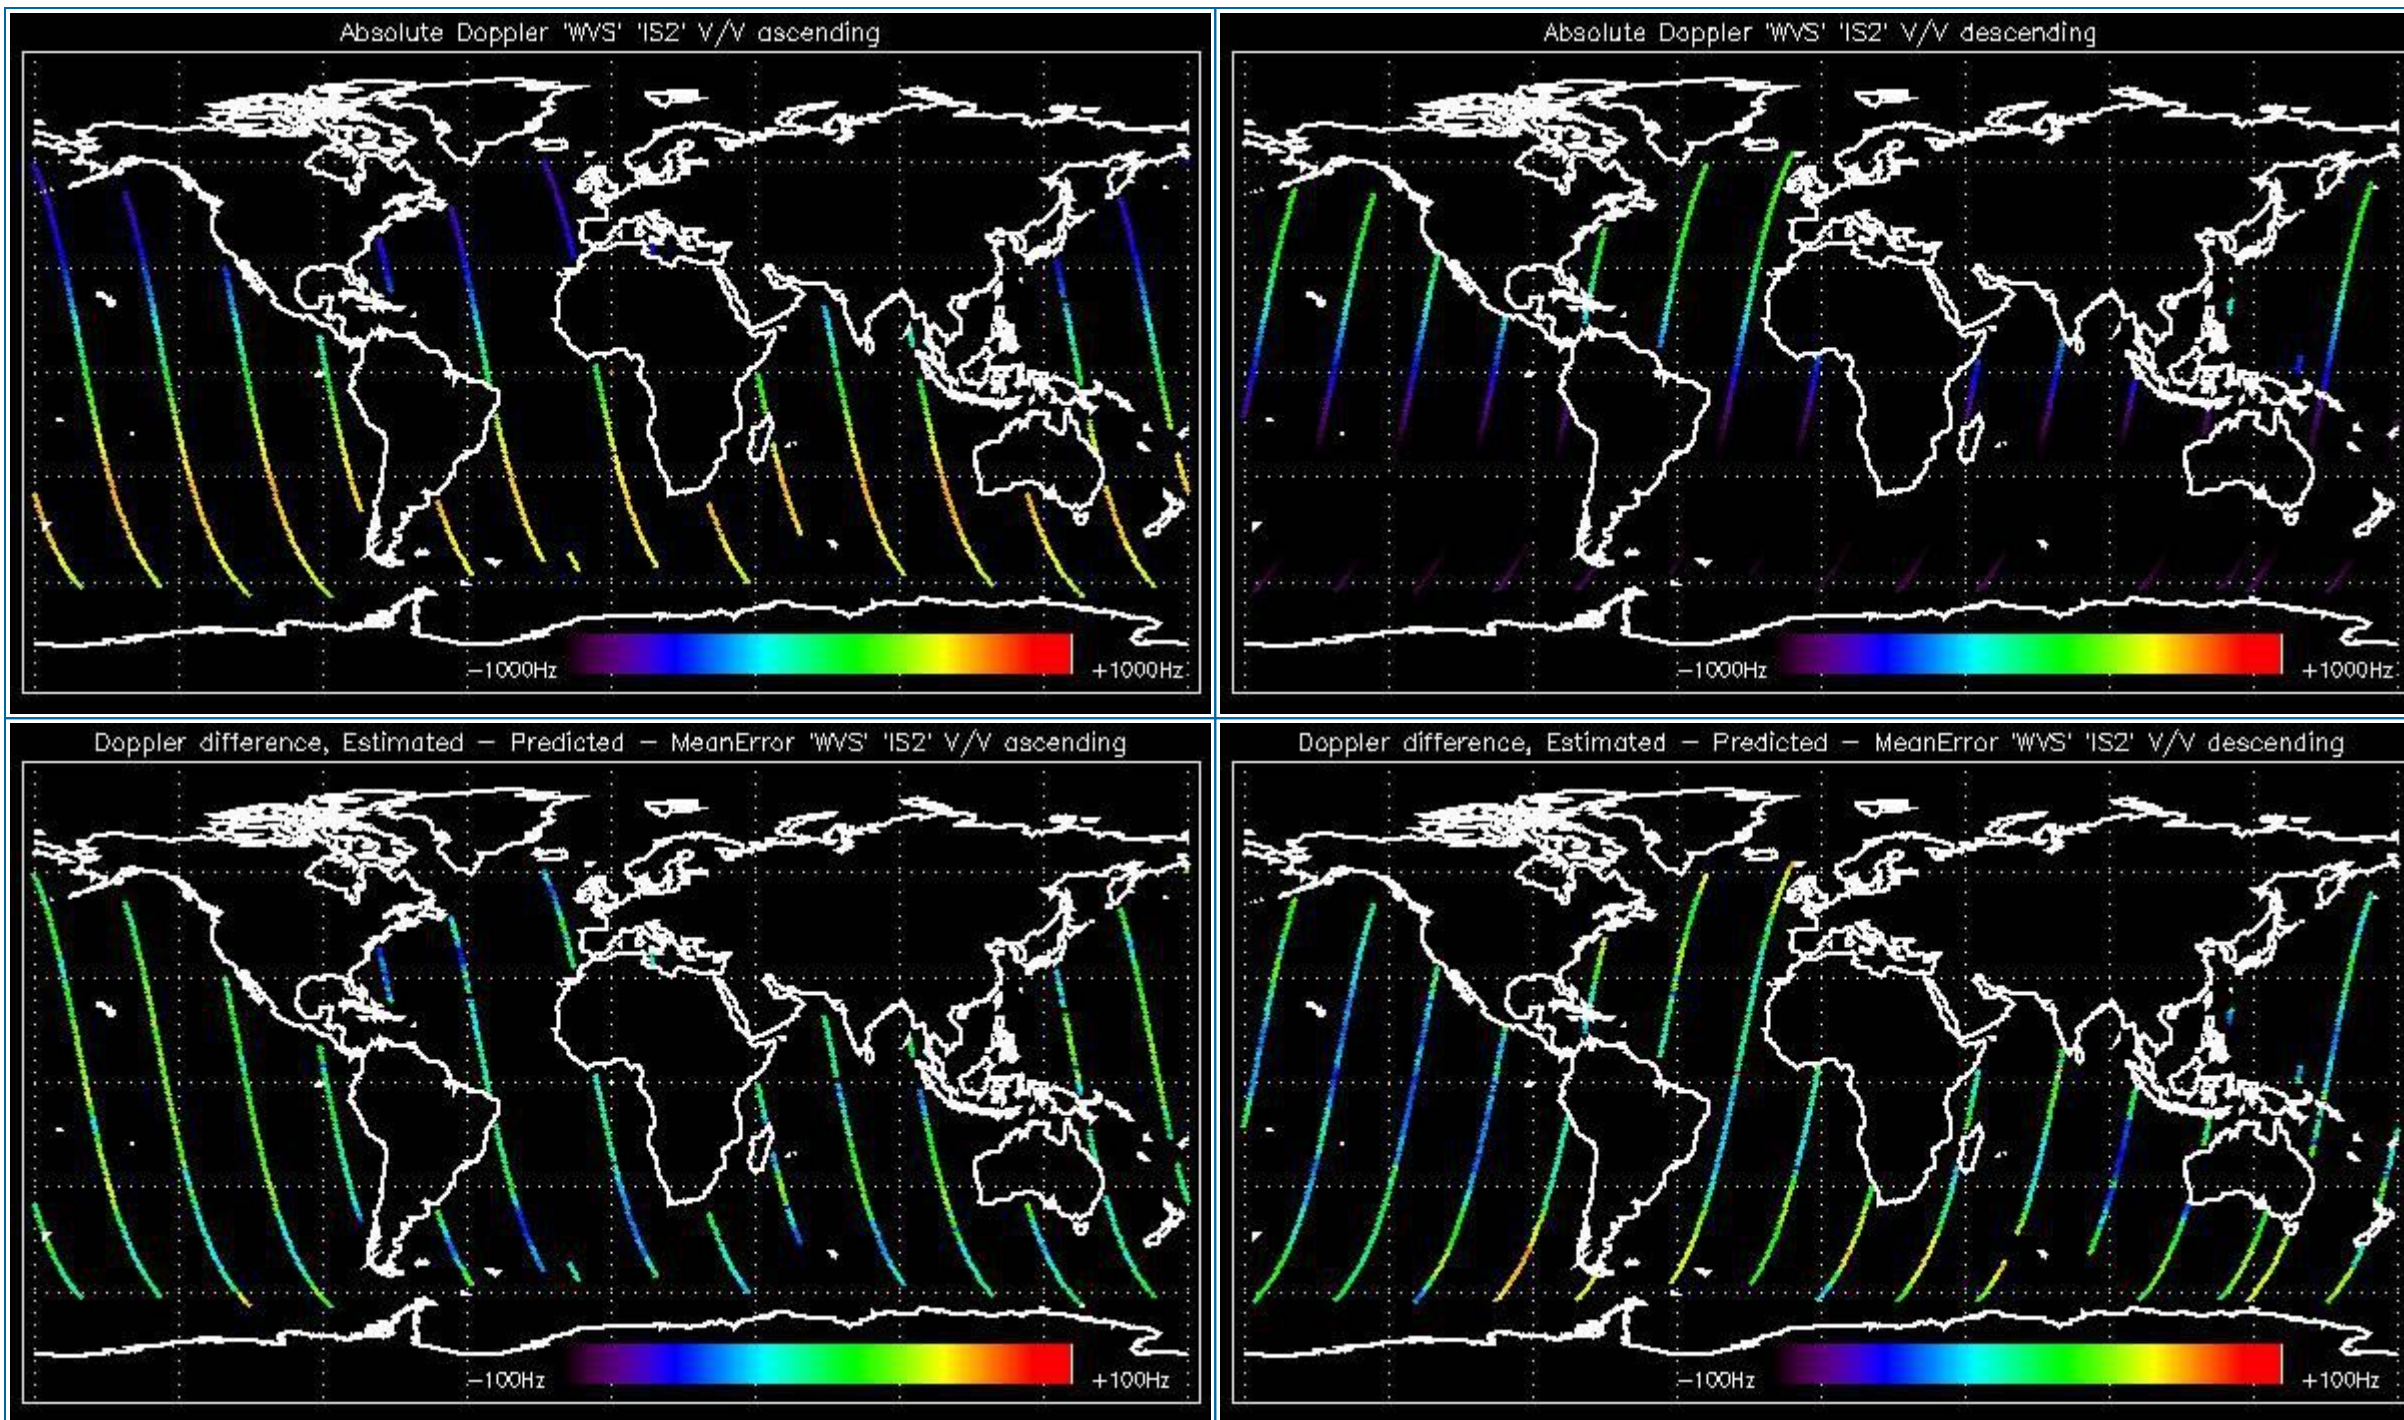 Absolute Doppler 'WVS' 'IS2' V/V ascending
-1000Hz
+1000Hz
Absolute Doppler 'WVS' 'IS2' V/V descending
-1000Hz
+1000Hz
Doppler difference, Estimated - Predicted - MeanError 'WVS' 'IS2' V/V ascending
-100Hz
+100Hz
Doppler difference, Estimated - Predicted - MeanError 'WVS' 'IS2' V/V descending
-100Hz
+100Hz